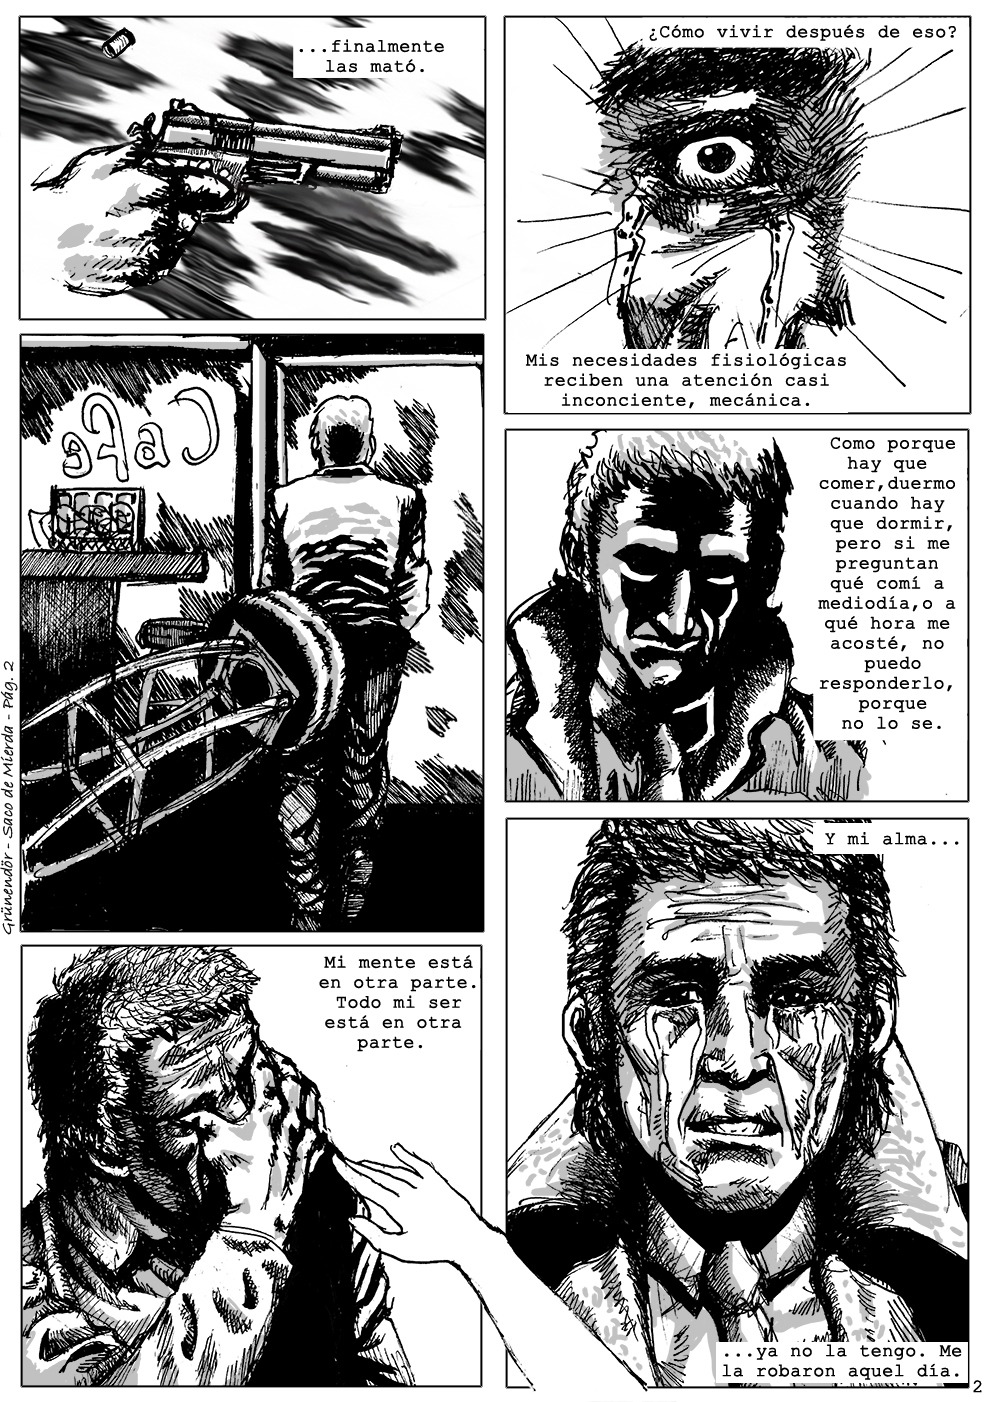 ...finalmente
las mató.
¿Cómo vivir después de eso?
Mis necesidades fisiológicas
reciben una atención casi
inconciente, mecánica.
Cafe
Como porque
hay que
comer,duermo
cuando hay
que dormir,
pero si me
preguntan
qué comí a
mediodía,o a
qué hora me
acosté, no
puedo
responderlo,
porque
no lo se.
Mi mente está
en otra parte.
Todo mi ser
está en otra
parte.
Y mi alma...
...ya no la tengo. Me
la robaron aquel día.
Grünendör - Saco de Mierda - Pág. 2
2